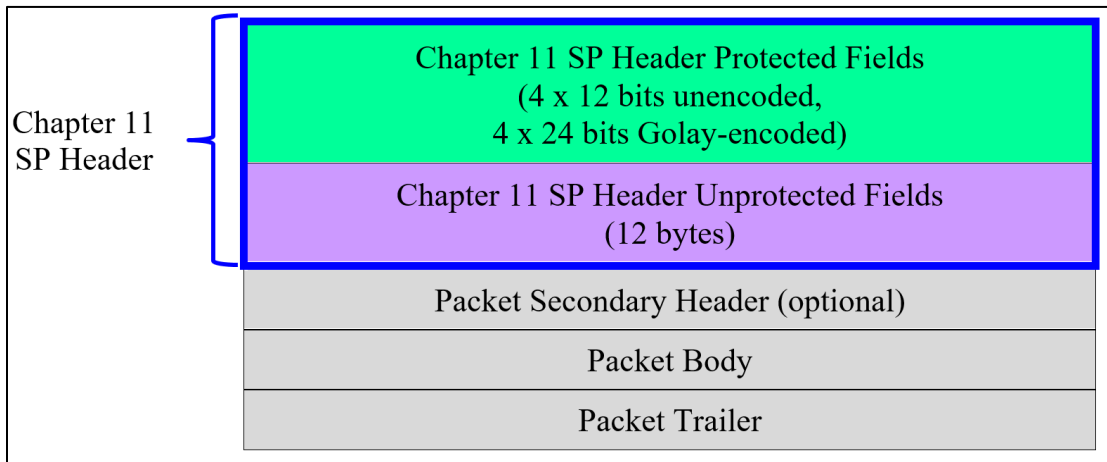 Chapter 11
SP Header
Chapter 11 SP Header Protected Fields
(4 x 12 bits unencoded,
4 x 24 bits Golay-encoded)
Chapter 11 SP Header Unprotected Fields
(12 bytes)
Packet Secondary Header (optional)
Packet Body
Packet Trailer